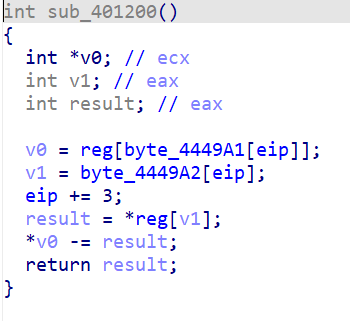 int sub_401200()
{
int *v0; // ecx
int v1; // eax
int result; // eax
v0 = reg[byte_4449A1[eip]];
v1 = byte_4449A2[eip];
eip += 3;
result = *reg[v1];
*v0 -= result;
return result;
}